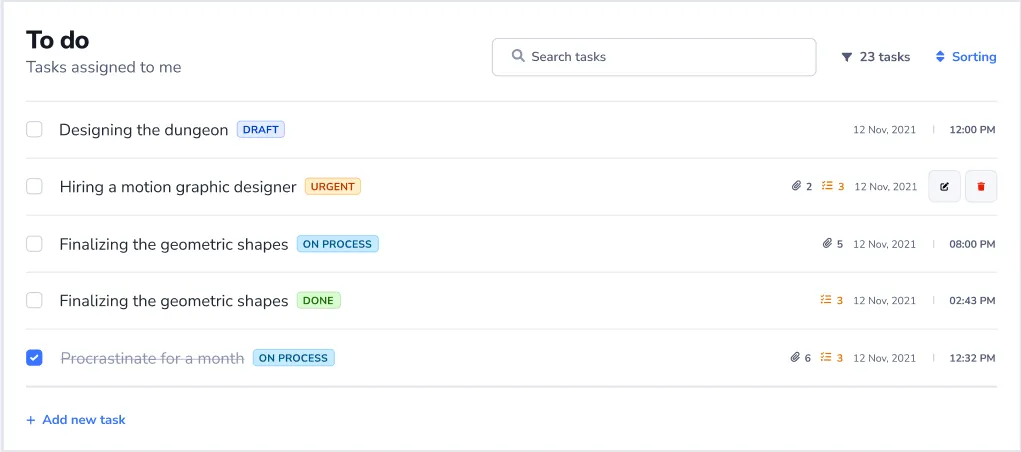 To do
Tasks assigned to me
Search tasks
23 tasks
Sorting
Designing the dungeon DRAFT 12 Nov, 2021 | 12:00 PM
Hiring a motion graphic designer URGENT 2 3 12 Nov, 2021
Finalizing the geometric shapes ON PROCESS 5 12 Nov, 2021 | 08:00 PM
Finalizing the geometric shapes DONE 3 12 Nov, 2021 | 02:43 PM
Procrastinate for a month ON PROCESS 6 3 12 Nov, 2021 | 12:32 PM
+ Add new task